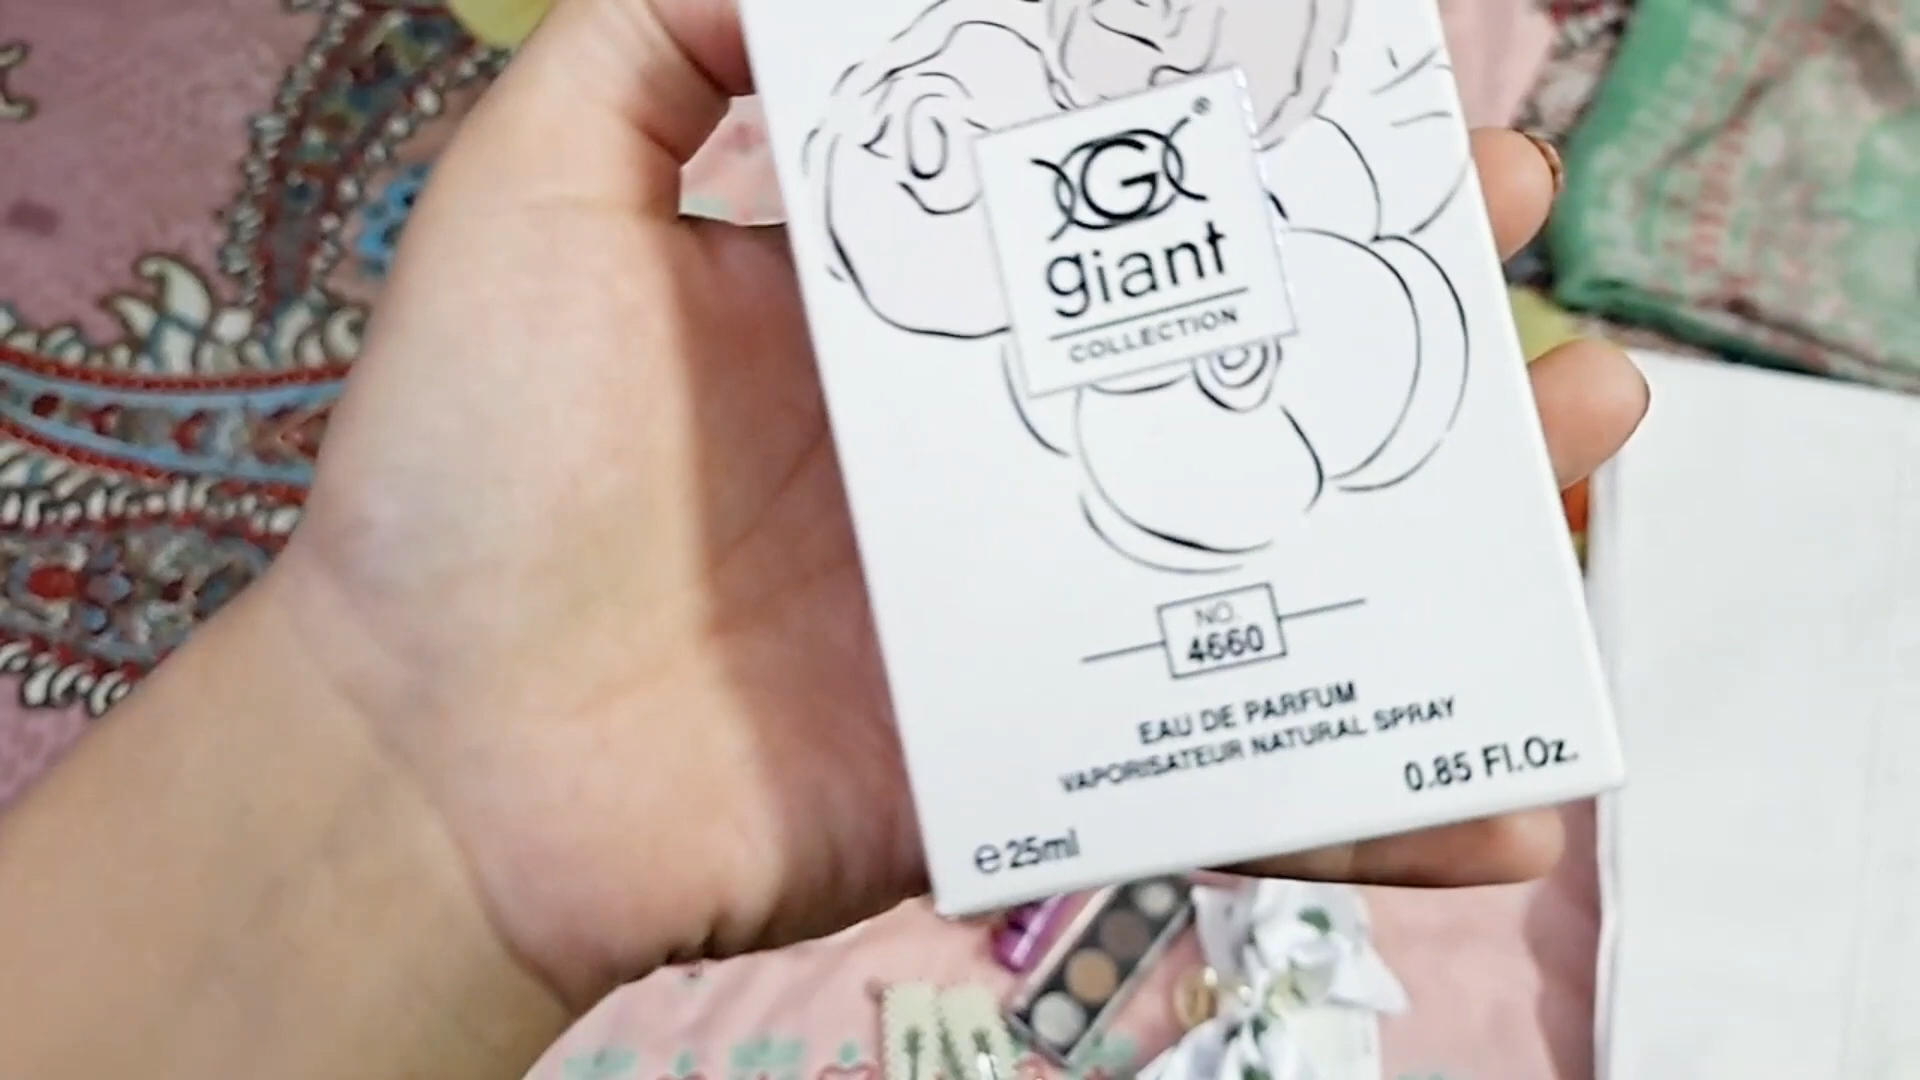 G®
giant
COLLECTION
NO.
4660
EAU DE PARFUM
VAPORISATEUR NATURAL SPRAY
0.85 Fl.Oz.
e 25ml